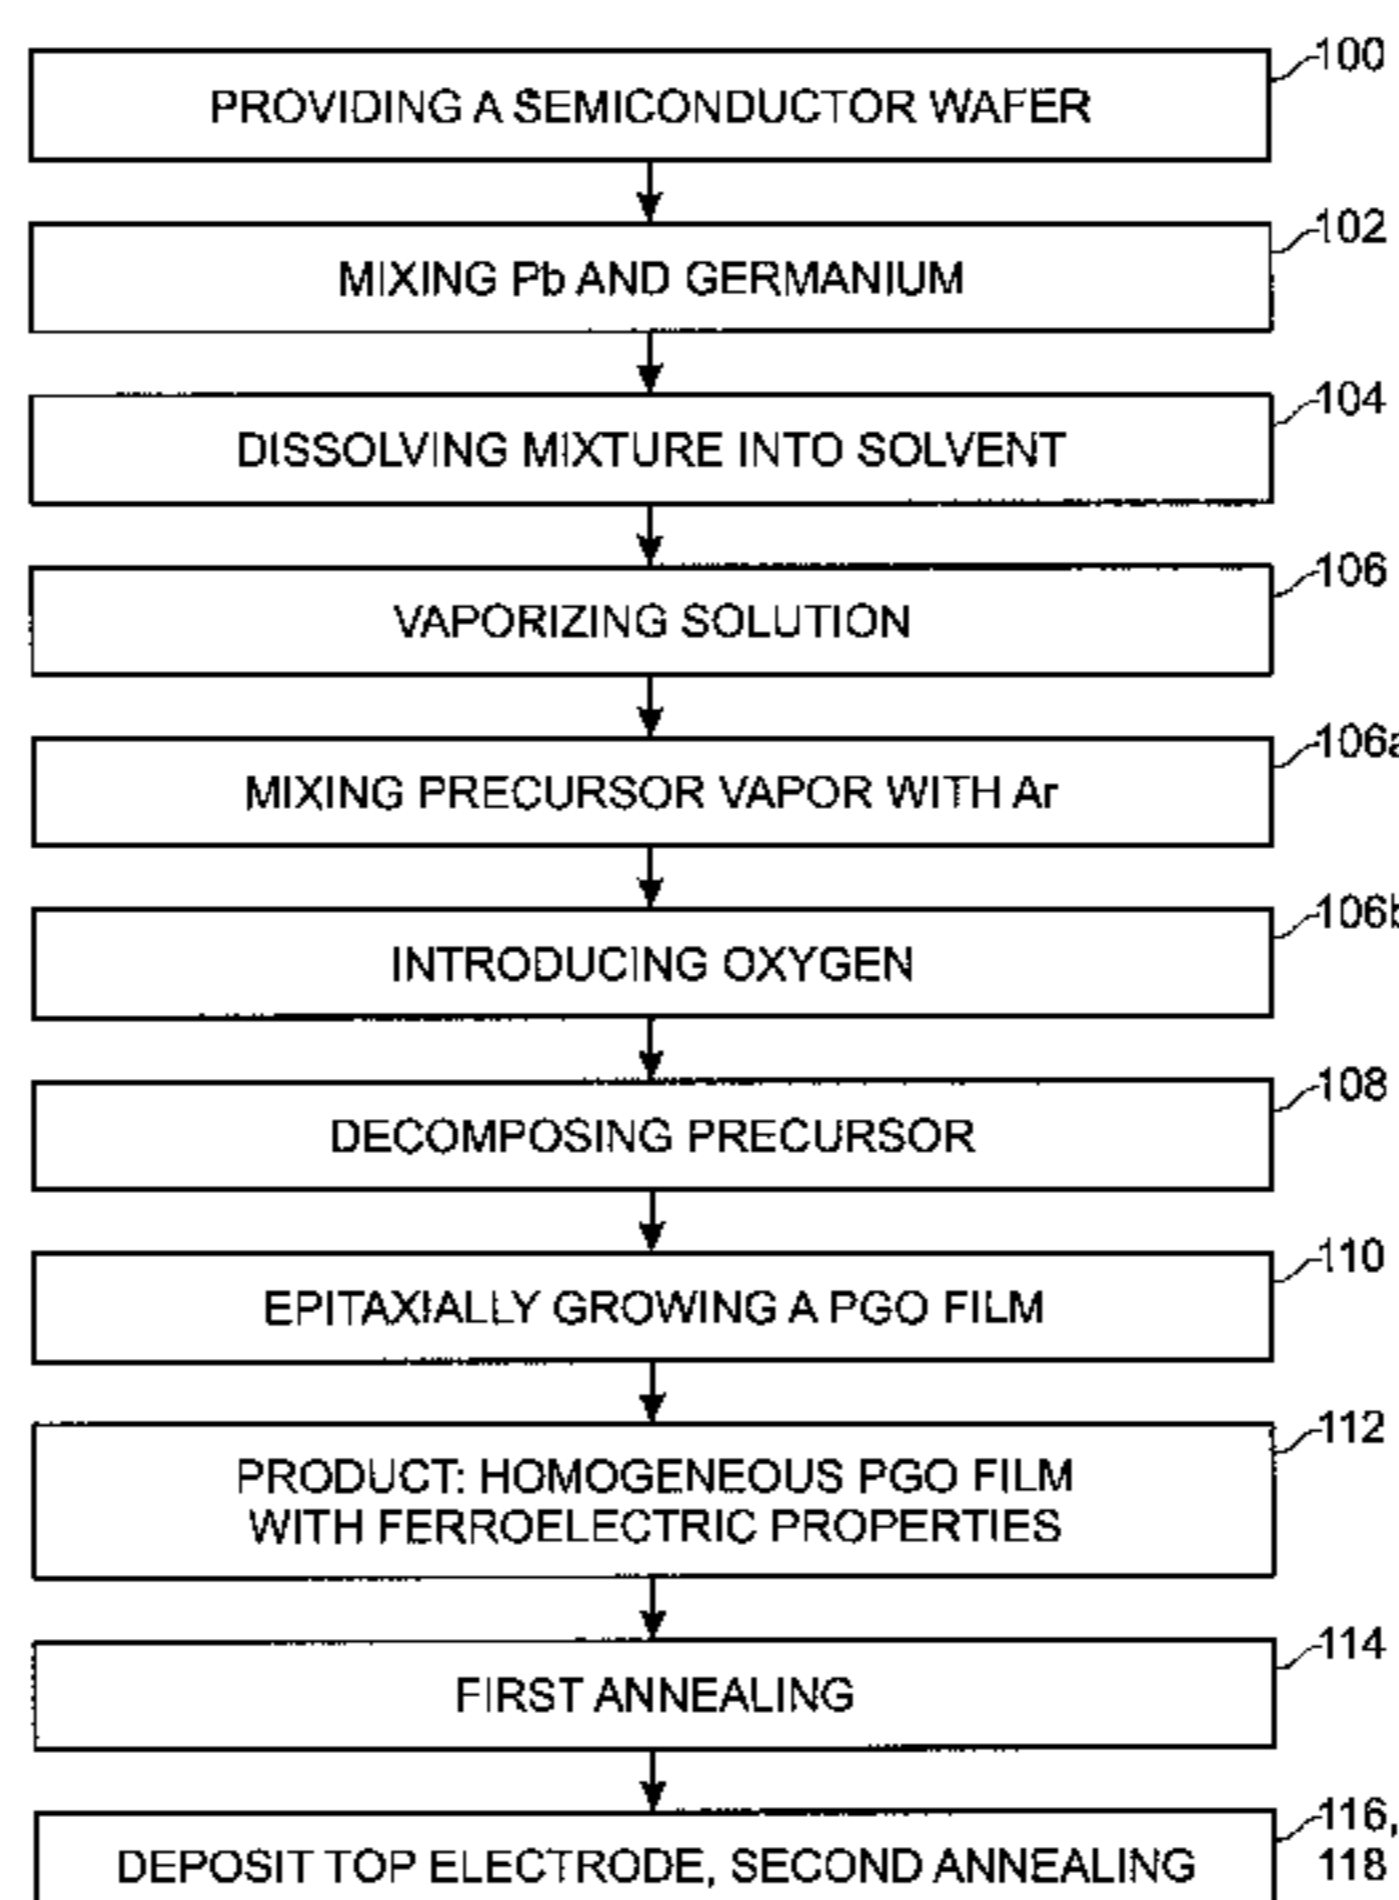 100
PROVIDING A SEMICONDUCTOR WAFER
102
MIXING Pb AND GERMANIUM
104
DISSOLVING MIXTURE INTO SOLVENT
106
VAPORIZING SOLUTION
106a
MIXING PRECURSOR VAPOR WITH Ar
106b
INTRODUCING OXYGEN
108
DECOMPOSING PRECURSOR
110
EPITAXIALLY GROWING A PGO FILM
112
PRODUCT: HOMOGENEOUS PGO FILM
WITH FERROELECTRIC PROPERTIES
114
FIRST ANNEALING
116,
118
DEPOSIT TOP ELECTRODE, SECOND ANNEALING